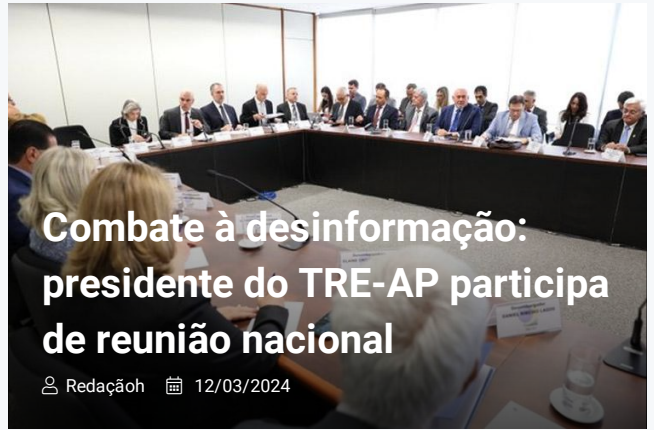 Combate à desinformação:
presidente do TRE-AP participa
de reunião nacional
Redaçãoh 12/03/2024